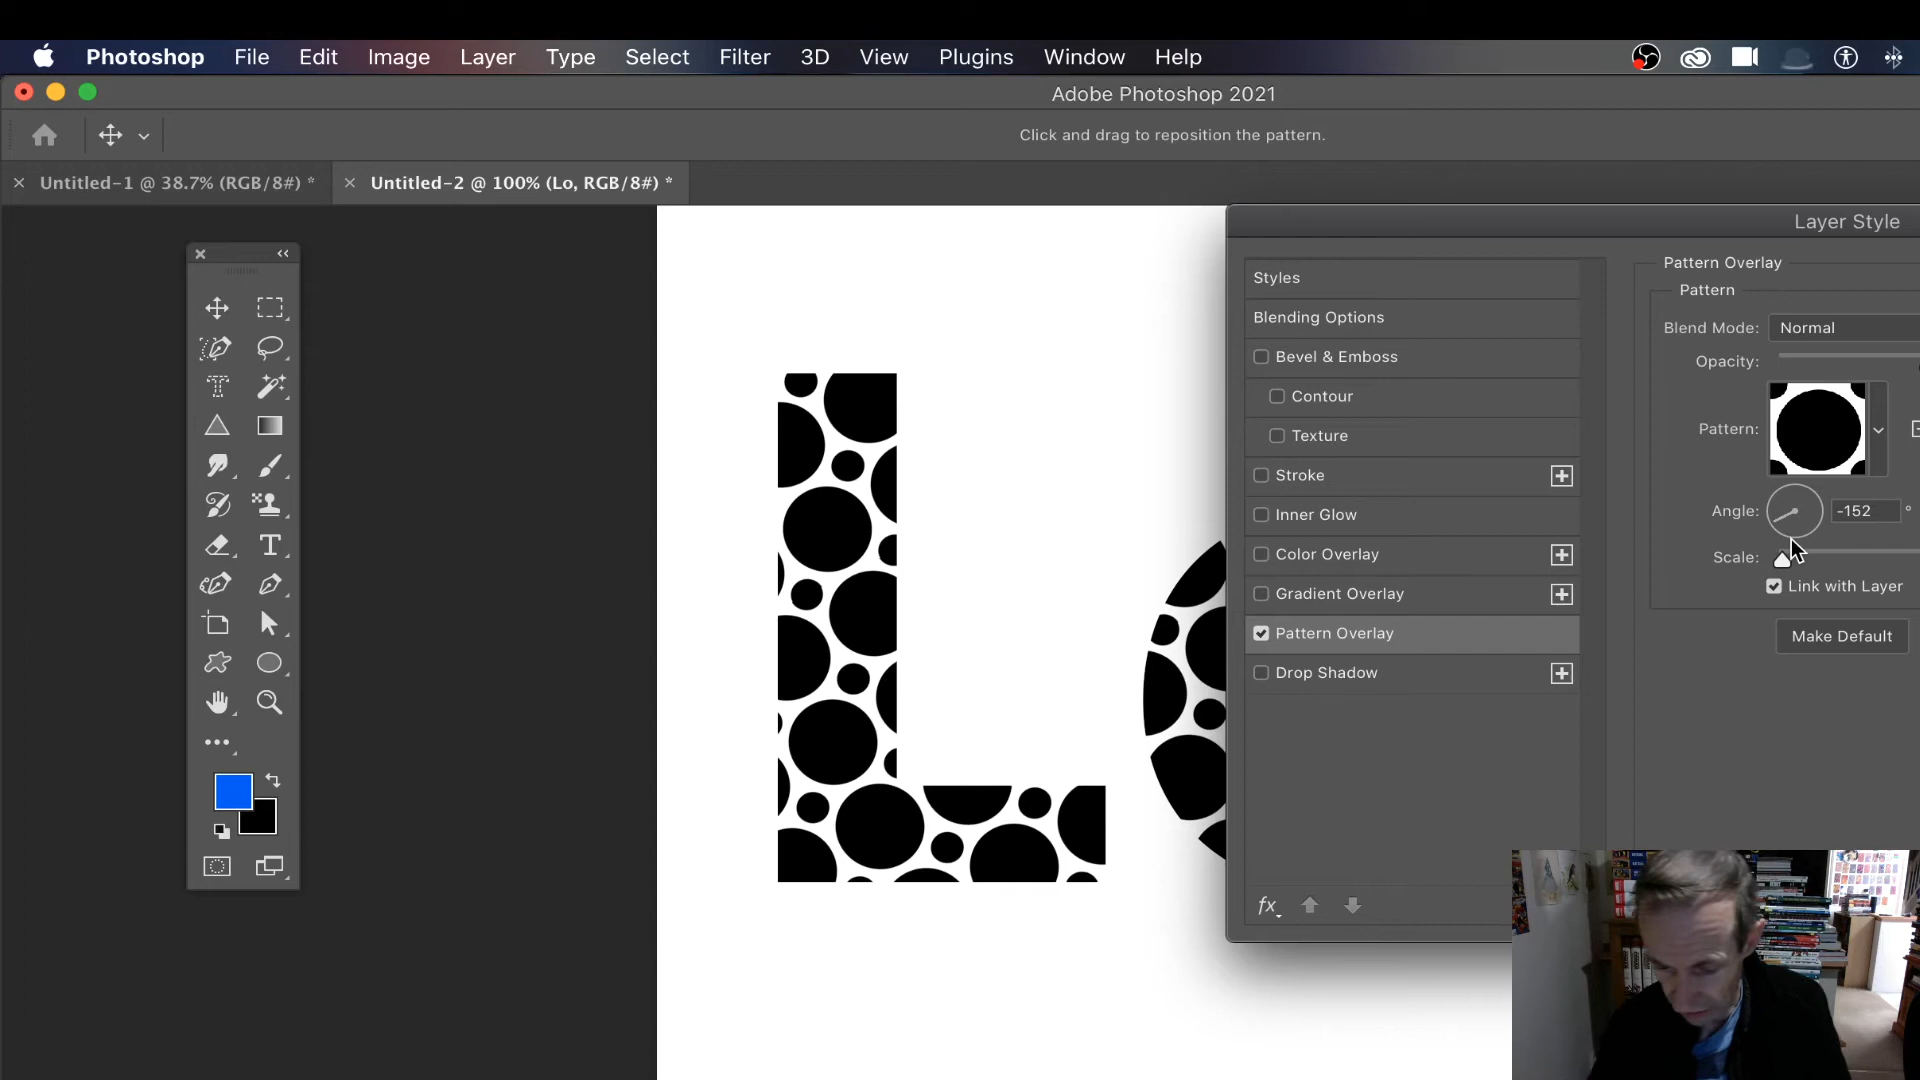 Photoshop File Edit Image Layer Type Select Filter 3D View Plugins Window Help
Adobe Photoshop 2021
Click and drag to reposition the pattern.
Untitled-1 @ 38.7% (RGB/8#) *
Untitled-2 @ 100% (Lo, RGB/8#) *
Lo
Layer Style
Styles
Blending Options
Bevel & Emboss
Contour
Texture
Stroke
Inner Glow
Color Overlay
Gradient Overlay
Pattern Overlay
Drop Shadow
fx
Pattern Overlay
Pattern
Blend Mode: Normal
Opacity:
Pattern:
Angle: -152 °
Scale:
Link with Layer
Make Default